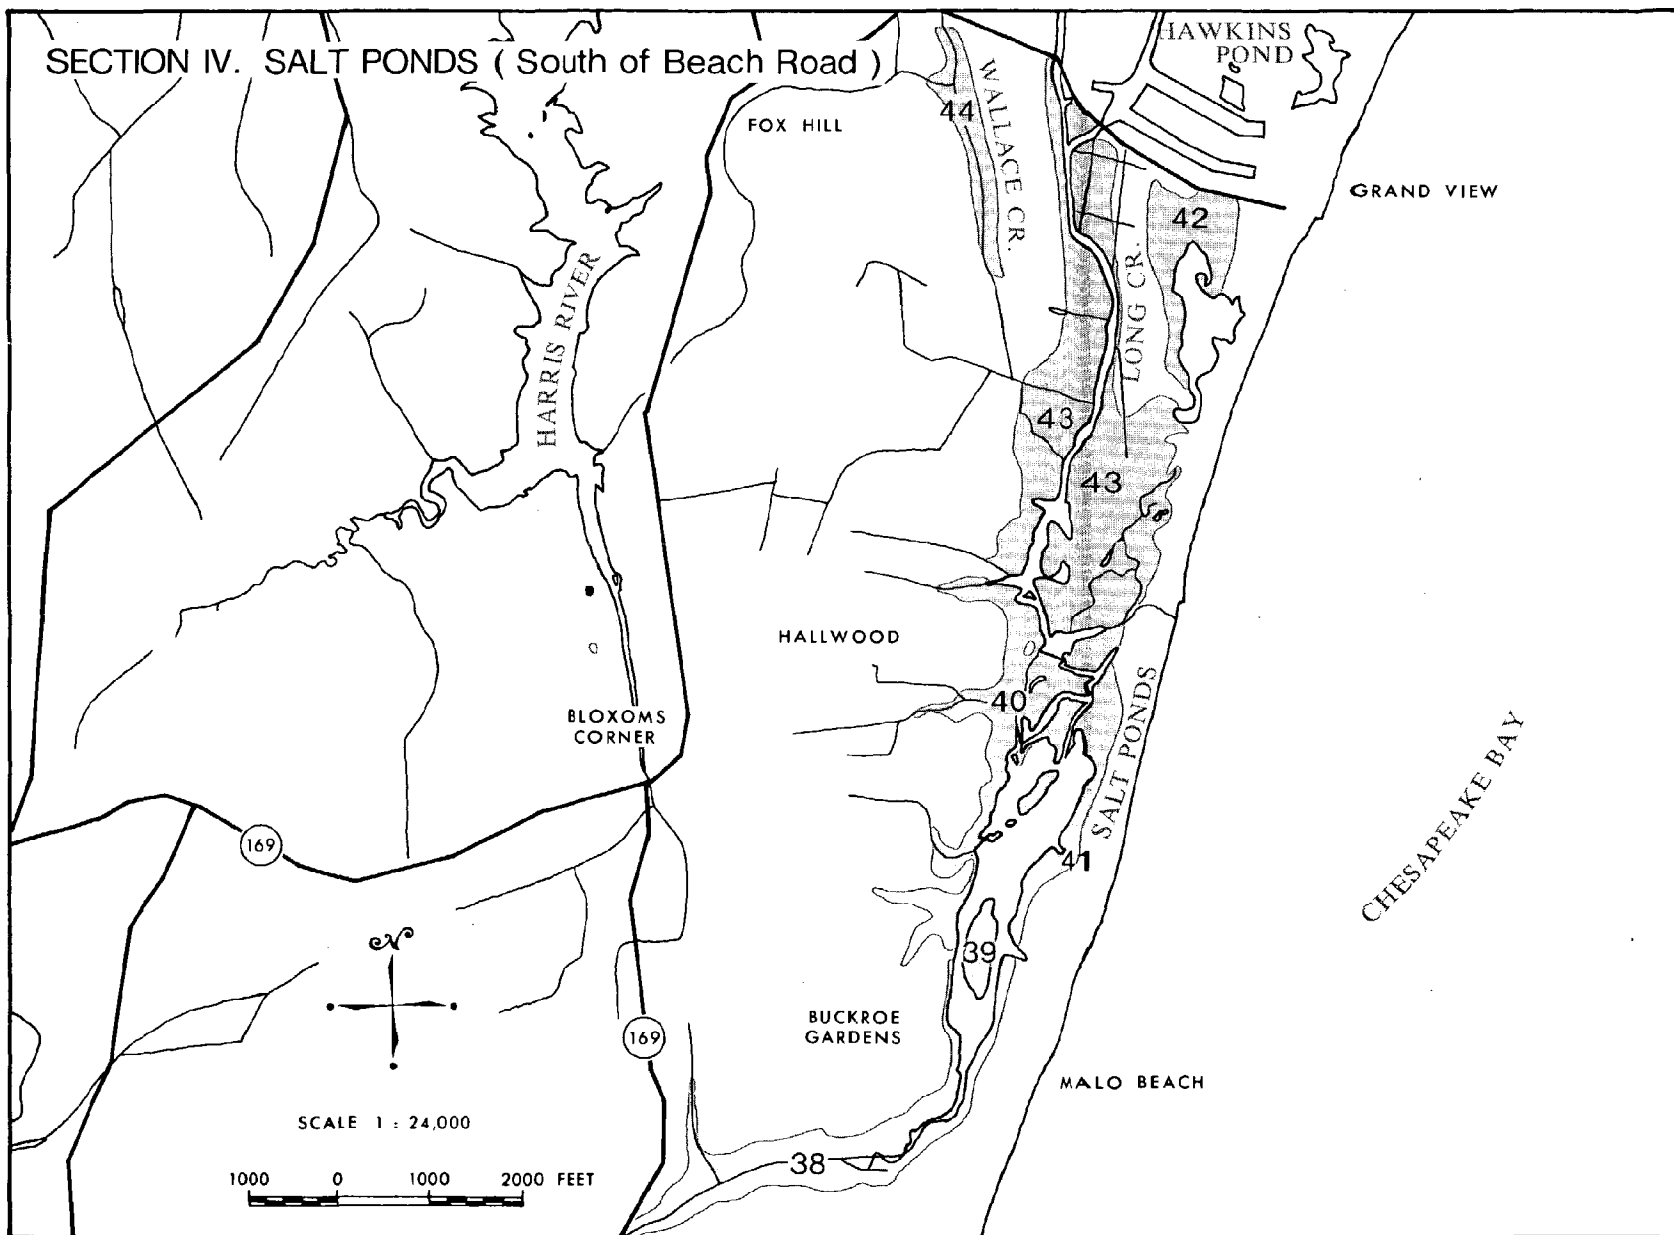 SECTION IV. SALT PONDS ( South of Beach Road )
HAWKINS
POND
WALLACE CR.
44
FOX HILL
GRAND VIEW
42
HARRIS RIVER
LONG CR.
43
43
HALLWOOD
40
BLOXOMS
CORNER
SALT PONDS
CHESAPEAKE BAY
169
41
39
N
BUCKROE
GARDENS
169
MALO BEACH
SCALE 1 : 24,000
38
1000 0 1000 2000 FEET